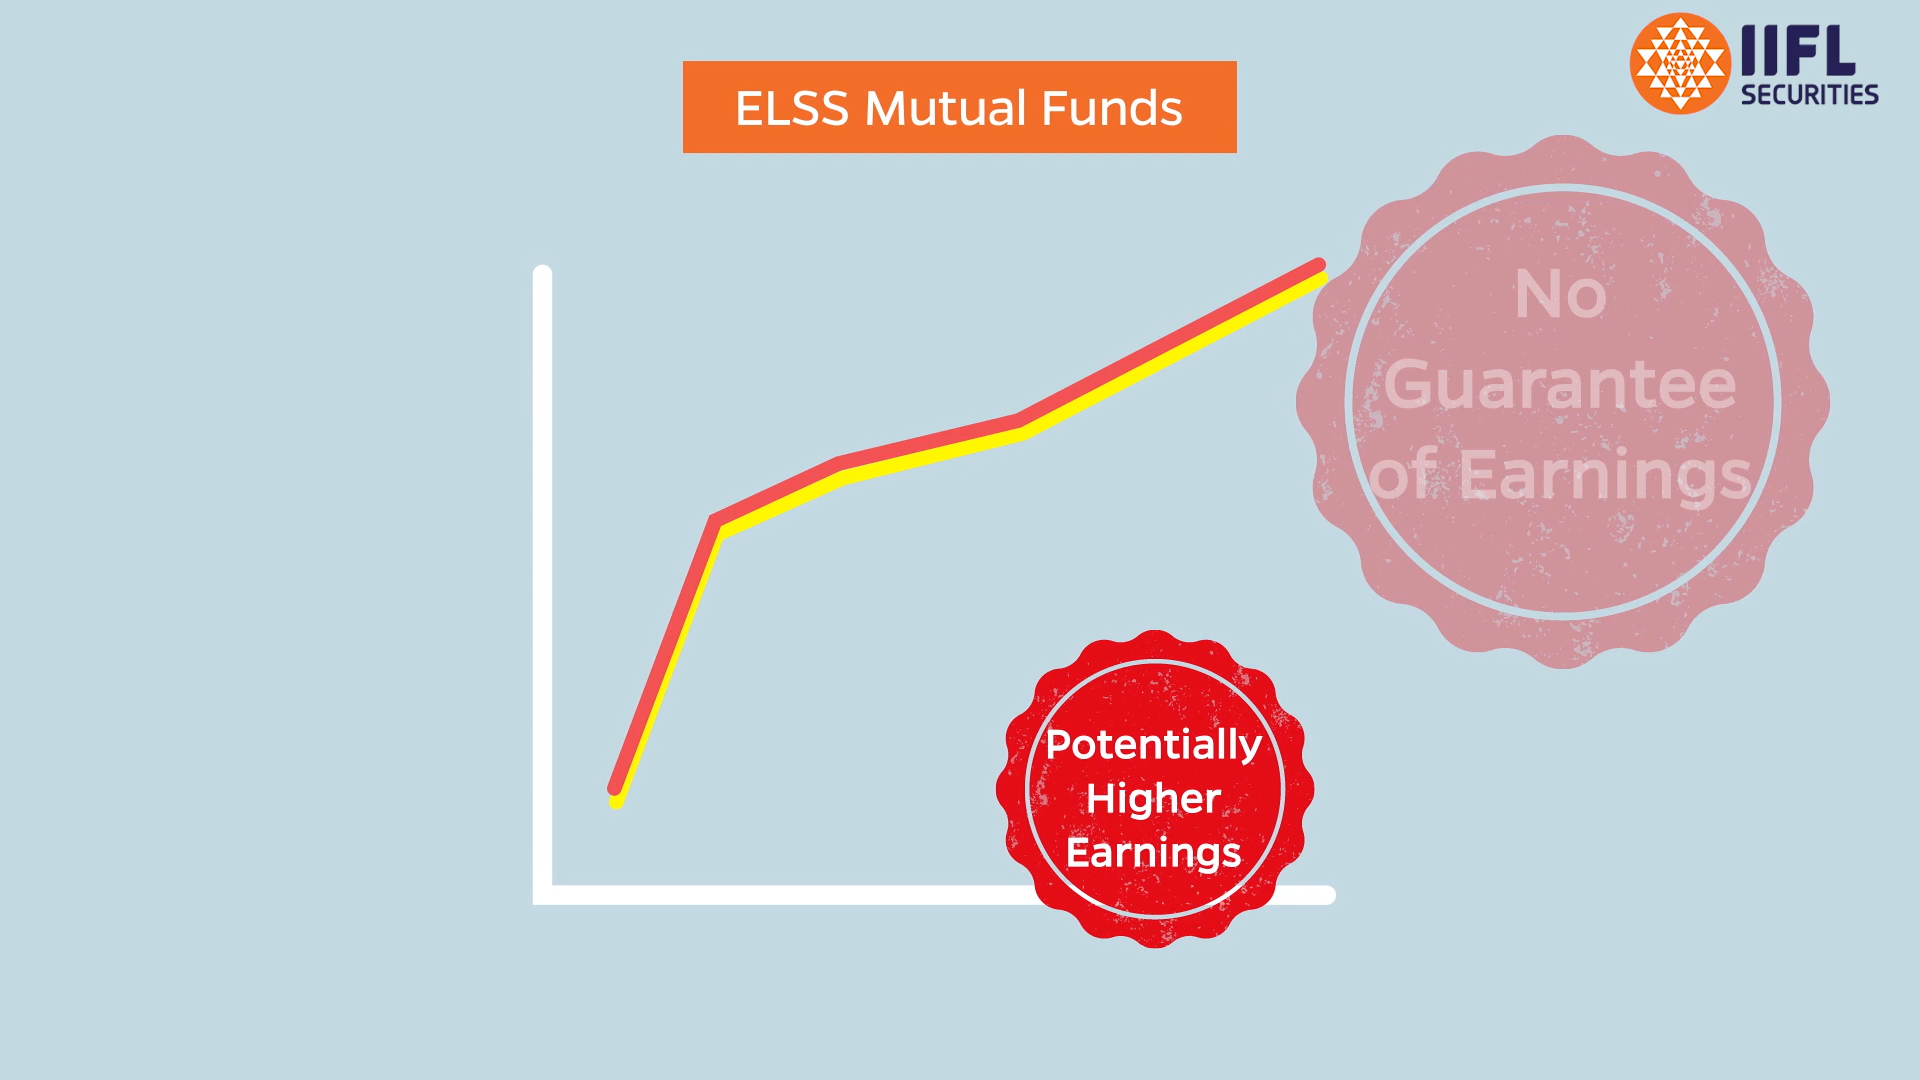 ELSS Mutual Funds
IIFL
SECURITIES
No
Guarantee
of Earnings
Potentially
Higher
Earnings